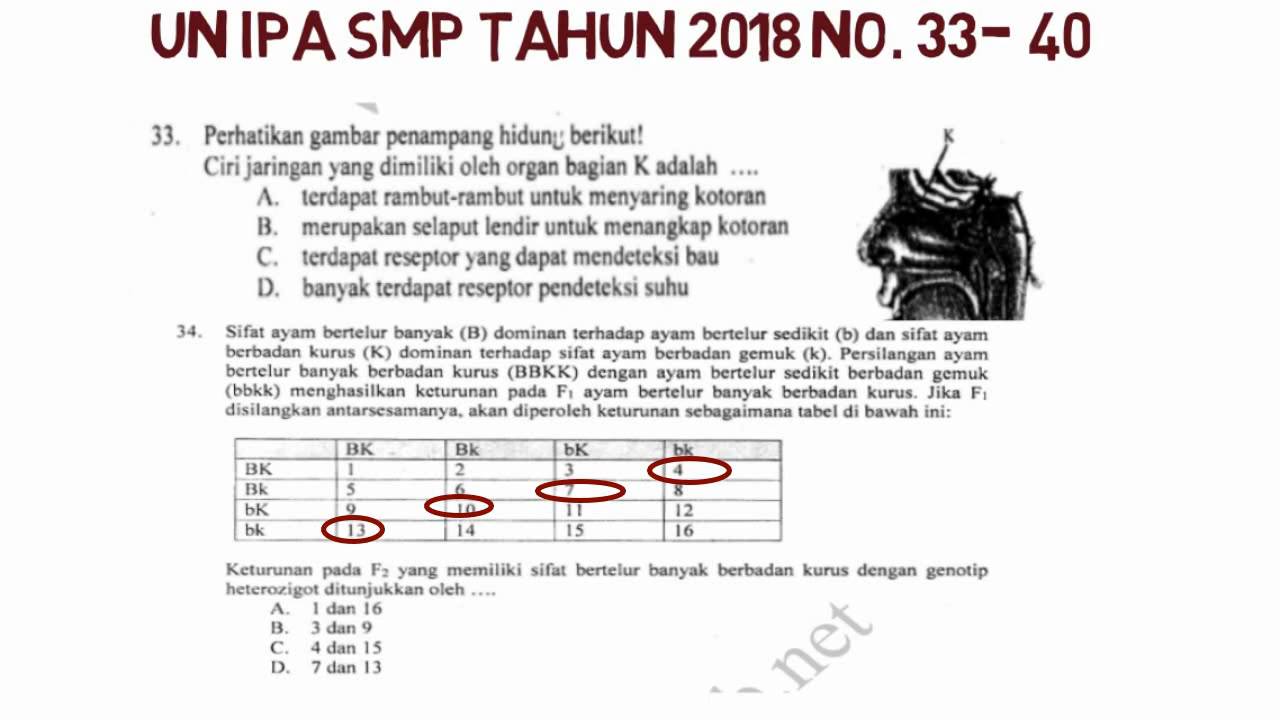 UN IPA SMP TAHUN 2018 NO. 33- 40
33. Perhatikan gambar penampang hidung berikut!
Ciri jaringan yang dimiliki oleh organ bagian K adalah ....
A. terdapat rambut-rambut untuk menyaring kotoran
B. merupakan selaput lendir untuk menangkap kotoran
C. terdapat reseptor yang dapat mendeteksi bau
D. banyak terdapat reseptor pendeteksi suhu
K
34. Sifat ayam bertelur banyak (B) dominan terhadap ayam bertelur sedikit (b) dan sifat ayam
berbadan kurus (K) dominan terhadap sifat ayam berbadan gemuk (k). Persilangan ayam
bertelur banyak berbadan kurus (BBKK) dengan ayam bertelur sedikit berbadan gemuk
(bbkk) menghasilkan keturunan pada F₁ ayam bertelur banyak berbadan kurus. Jika F₁
disilangkan antarsesamanya, akan diperoleh keturunan sebagaimana tabel di bawah ini:
BK Bk bK bk
BK 1 2 3 4
Bk 5 6 7 8
bK 9 10 11 12
bk 13 14 15 16
Keturunan pada F₂ yang memiliki sifat bertelur banyak berbadan kurus dengan genotip
heterozigot ditunjukkan oleh ....
A. 1 dan 16
B. 3 dan 9
C. 4 dan 15
D. 7 dan 13
.net